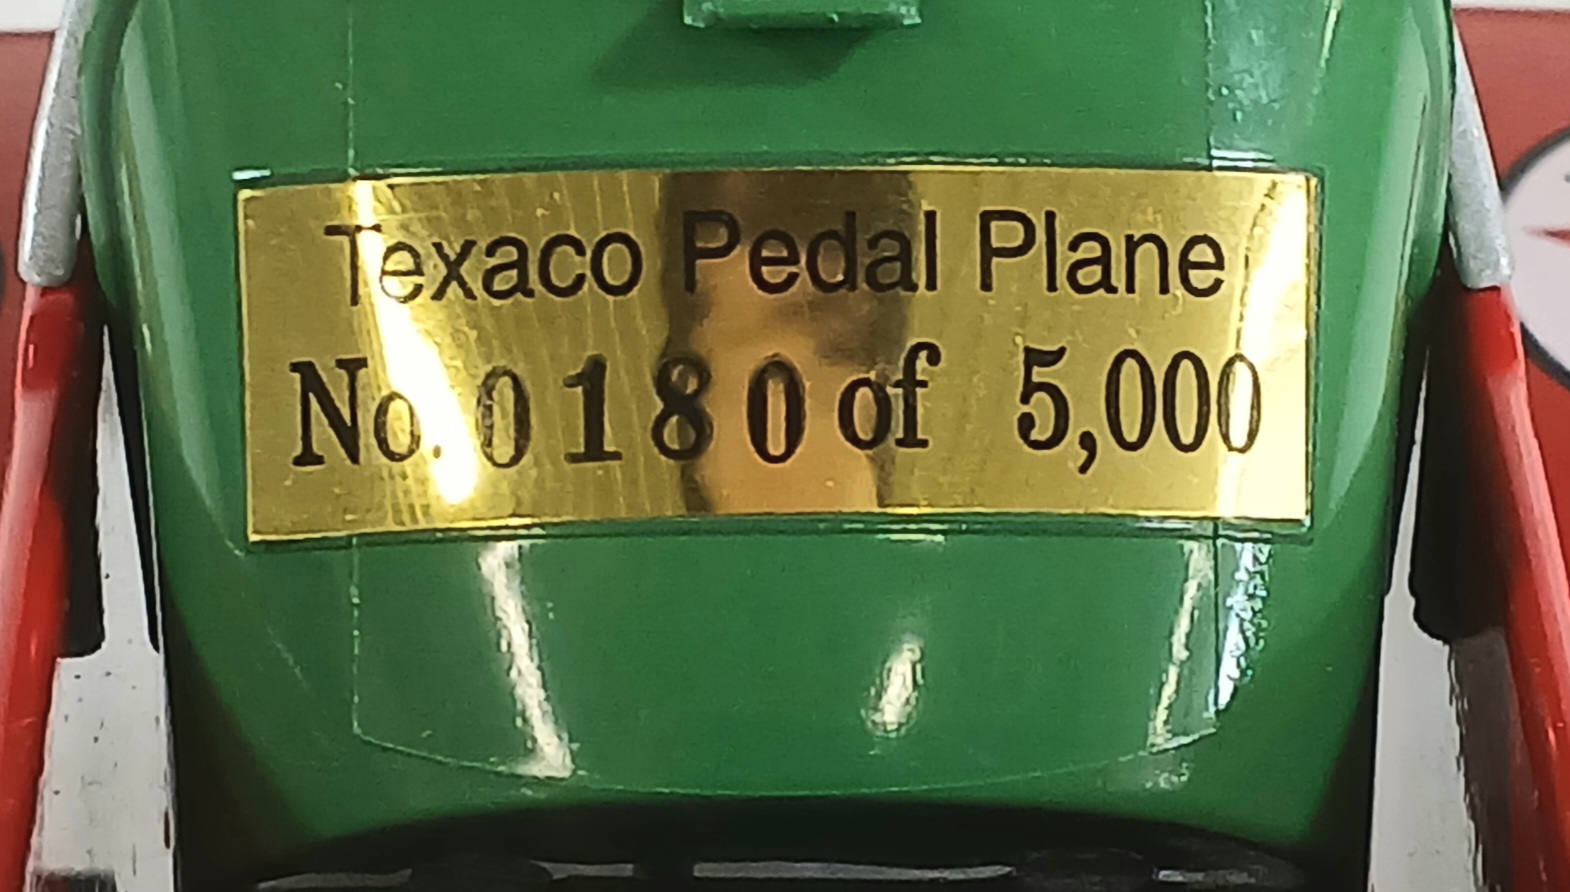 Texaco Pedal Plane
No. 0180 of 5,000